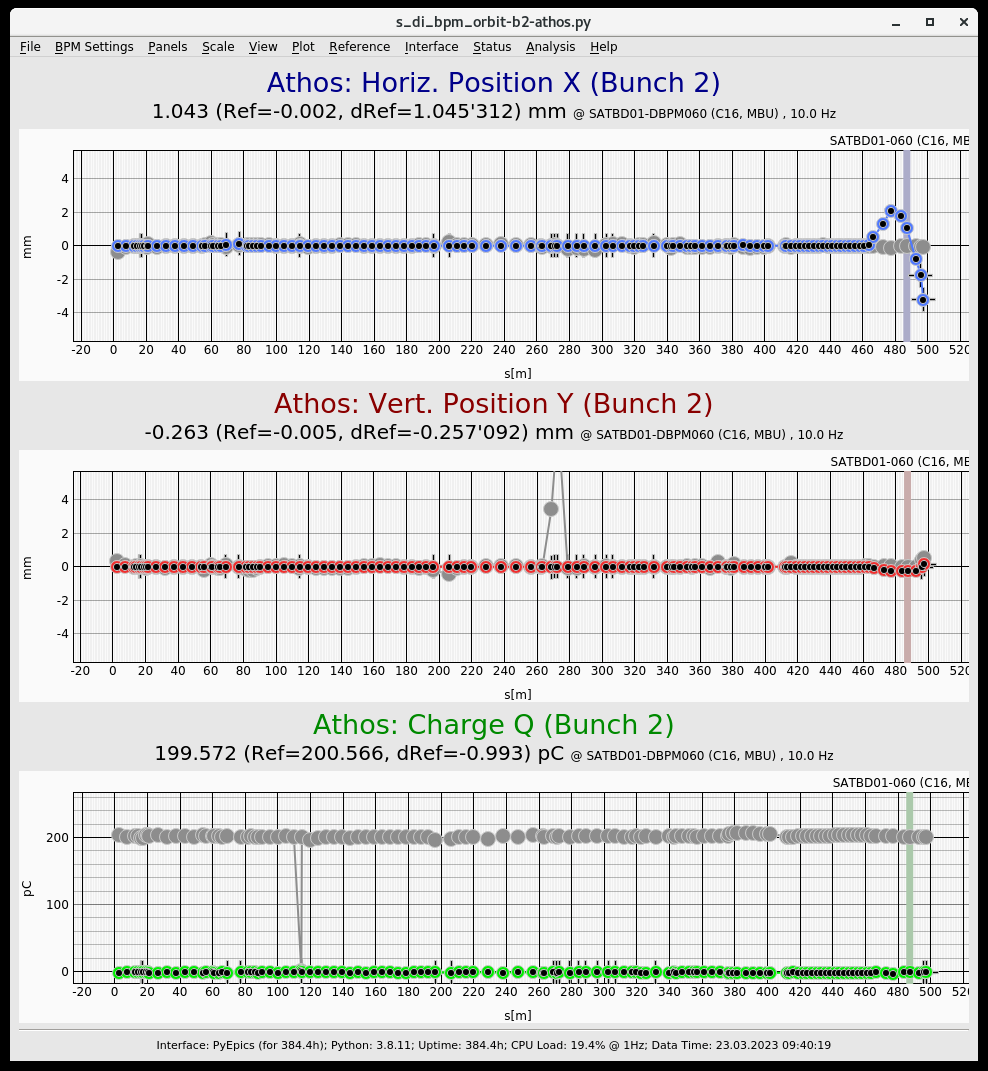 s_di_bpm_orbit-b2-athos.py
File BPM Settings Panels Scale View Plot Reference Interface Status Analysis Help
Athos: Horiz. Position X (Bunch 2)
1.043 (Ref=-0.002, dRef=1.045'312) mm @ SATBD01-DBPM060 (C16, MBU) , 10.0 Hz
SATBD01-060 (C16, MB
4
2
0
-2
-4
mm
-20 0 20 40 60 80 100 120 140 160 180 200 220 240 260 280 300 320 340 360 380 400 420 440 460 480 500 520
s[m]
Athos: Vert. Position Y (Bunch 2)
-0.263 (Ref=-0.005, dRef=-0.257'092) mm @ SATBD01-DBPM060 (C16, MBU) , 10.0 Hz
SATBD01-060 (C16, ME
4
2
0
-2
-4
mm
-20 0 20 40 60 80 100 120 140 160 180 200 220 240 260 280 300 320 340 360 380 400 420 440 460 480 500 520
s[m]
Athos: Charge Q (Bunch 2)
199.572 (Ref=200.566, dRef=-0.993) pC @ SATBD01-DBPM060 (C16, MBU) , 10.0 Hz
SATBD01-060 (C16, ME
200
100
0
pC
-20 0 20 40 60 80 100 120 140 160 180 200 220 240 260 280 300 320 340 360 380 400 420 440 460 480 500 52
s[m]
Interface: PyEpics (for 384.4h); Python: 3.8.11; Uptime: 384.4h; CPU Load: 19.4% @ 1Hz; Data Time: 23.03.2023 09:40:19